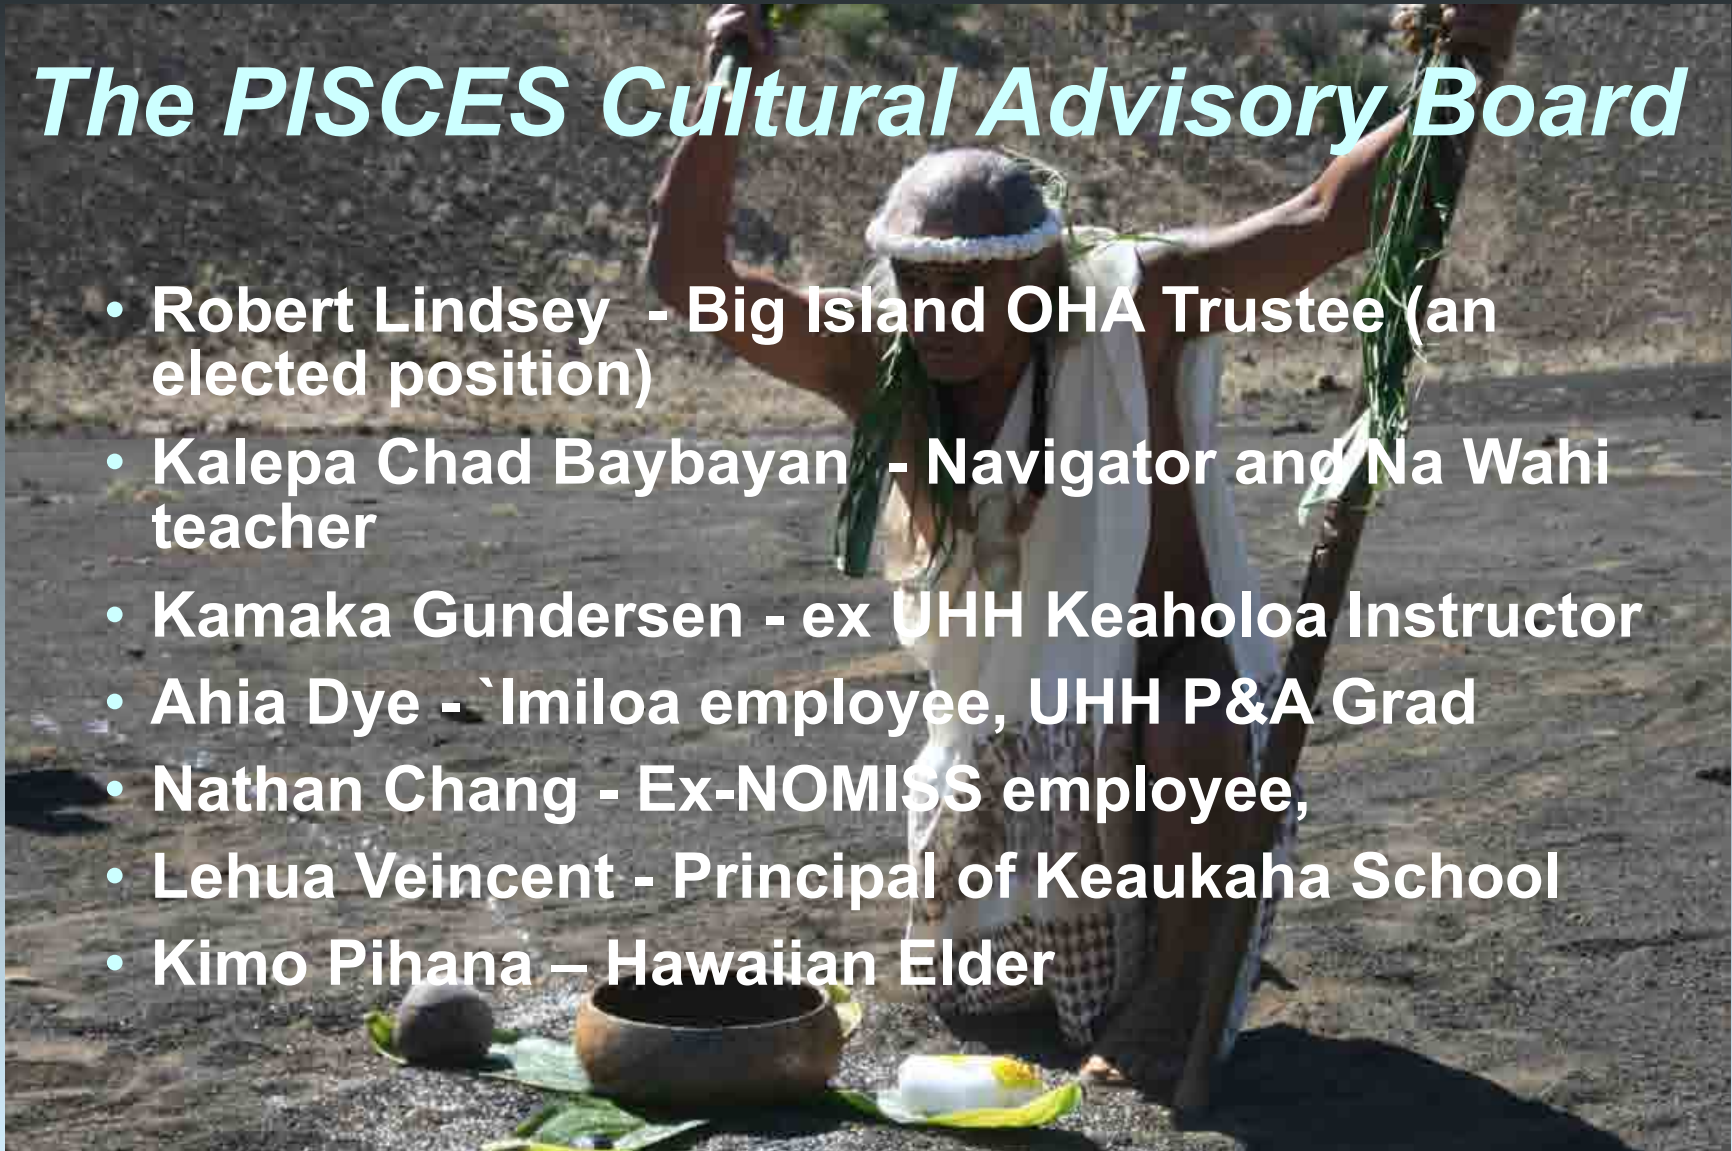 The PISCES Cultural Advisory Board
• Robert Lindsey  - Big Island OHA Trustee (an
elected position)
• Kalepa Chad Baybayan  - Navigator and Na Wahi
teacher
• Kamaka Gundersen - ex UHH Keaholoa Instructor
• Ahia Dye - `Imiloa employee, UHH P&A Grad
• Nathan Chang - Ex-NOMISS employee,
• Lehua Veincent - Principal of Keaukaha School
• Kimo Pihana – Hawaiian Elder